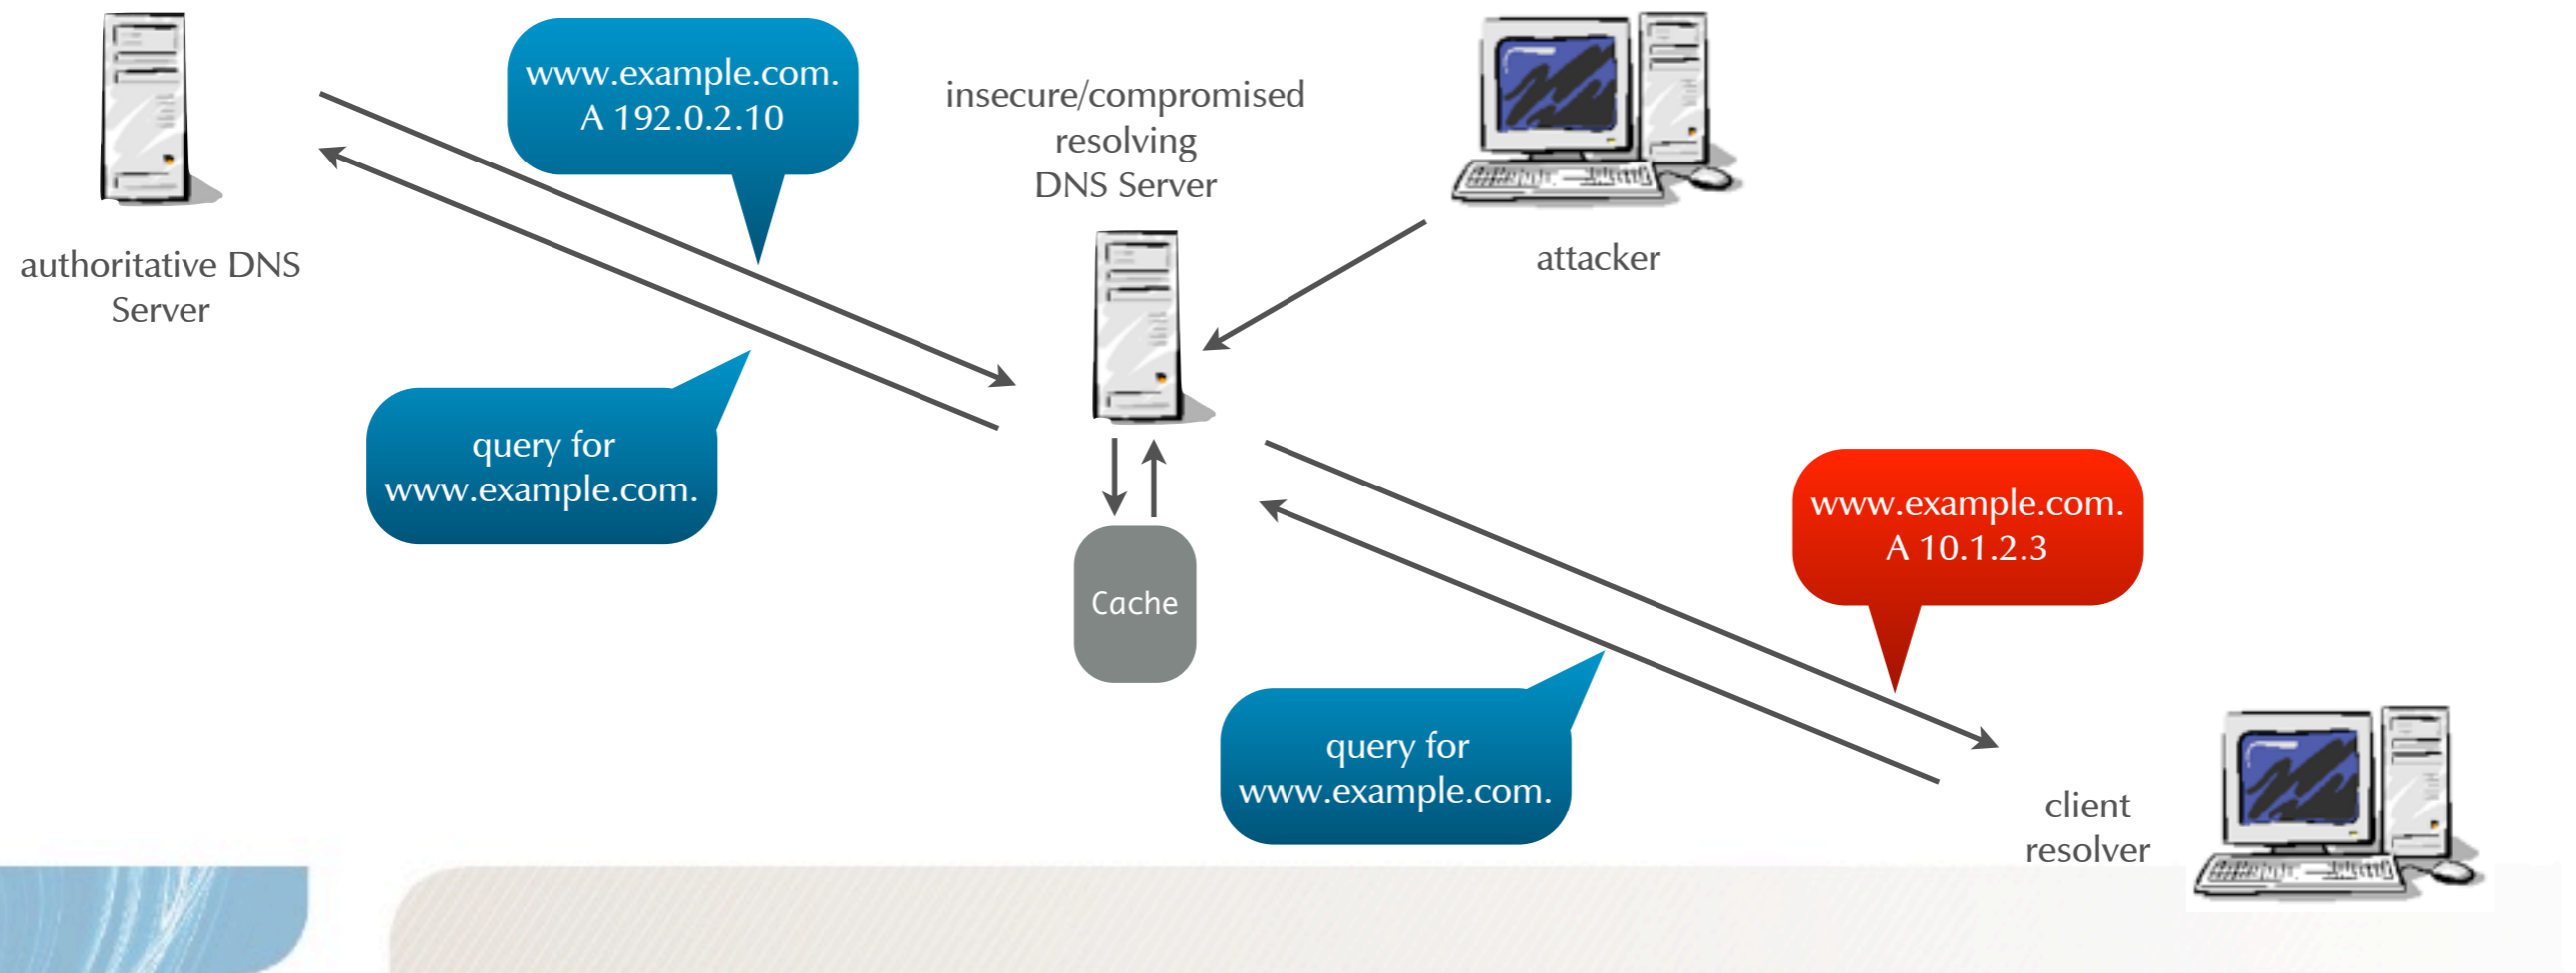 www.example.com.
A 192.0.2.10
insecure/compromised
resolving
DNS Server
authoritative DNS
Server
attacker
query for
www.example.com.
www.example.com.
A 10.1.2.3
Cache
query for
www.example.com.
client
resolver